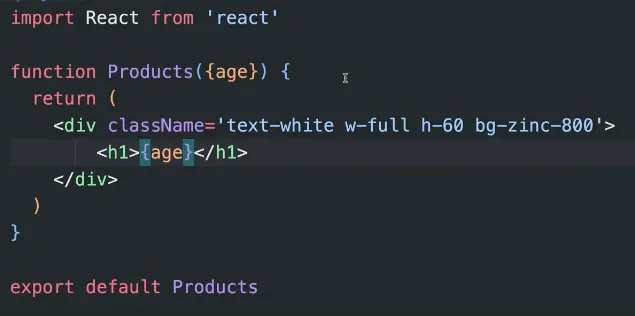 import React from 'react'
function Products({age}) {
return (
<div className='text-white w-full h-60 bg-zinc-800'>
<h1>{age}</h1>
</div>
)
}
export default Products